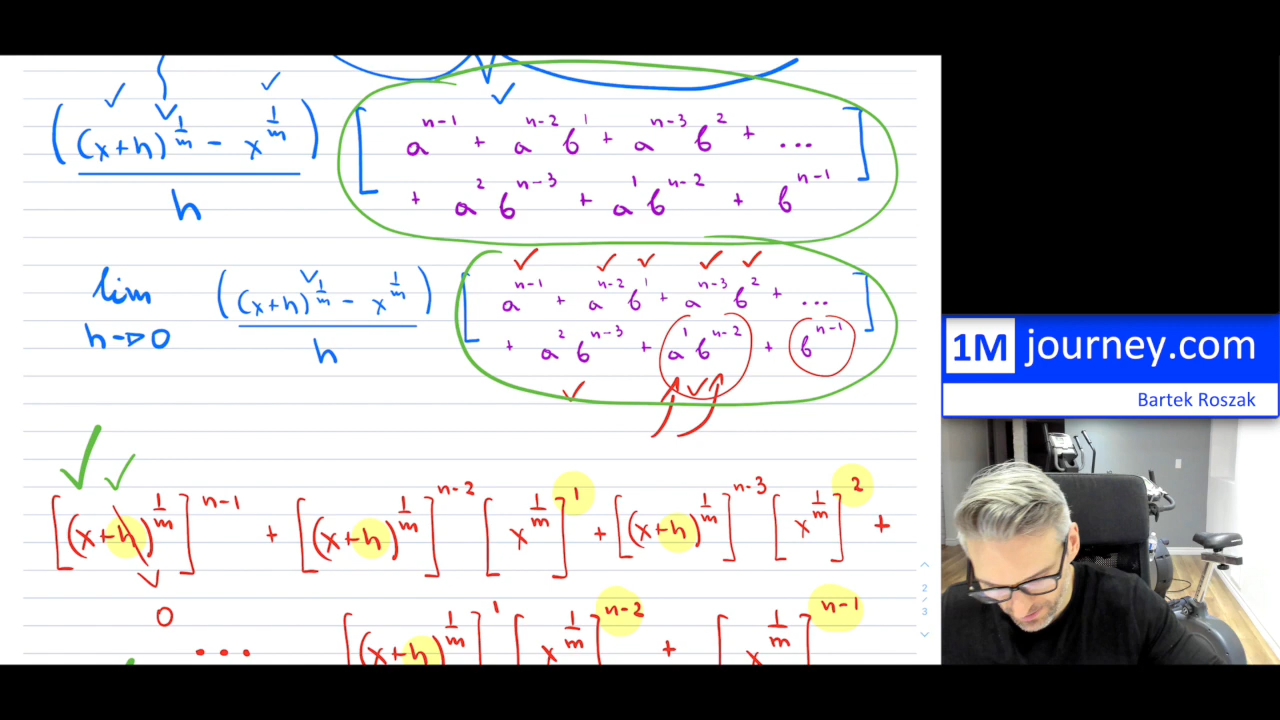 ((x+h)^{1/m} − x^{1/m}) / h [a^{n-1} + a^{n-2} b^1 + a^{n-3} b^2 + ...
+ a^2 b^{n-3} + a^1 b^{n-2} + b^{n-1}]
lim h→0 ((x+h)^{1/m} − x^{1/m}) / h [a^{n-1} + a^{n-2} b^1 + a^{n-3} b^2 + ...
+ a^2 b^{n-3} + a^1 b^{n-2} + b^{n-1}]
[(x+h)^{1/m}]^{n-1} + [(x+h)^{1/m}]^{n-2} [x^{1/m}]^1 + [(x+h)^{1/m}]^{n-3} [x^{1/m}]^2 +
0
... [(x+h)^{1/m}]^1 [x^{1/m}]^{n-2} + [x^{1/m}]^{n-1}
1M journey.com
Bartek Roszak
2
3